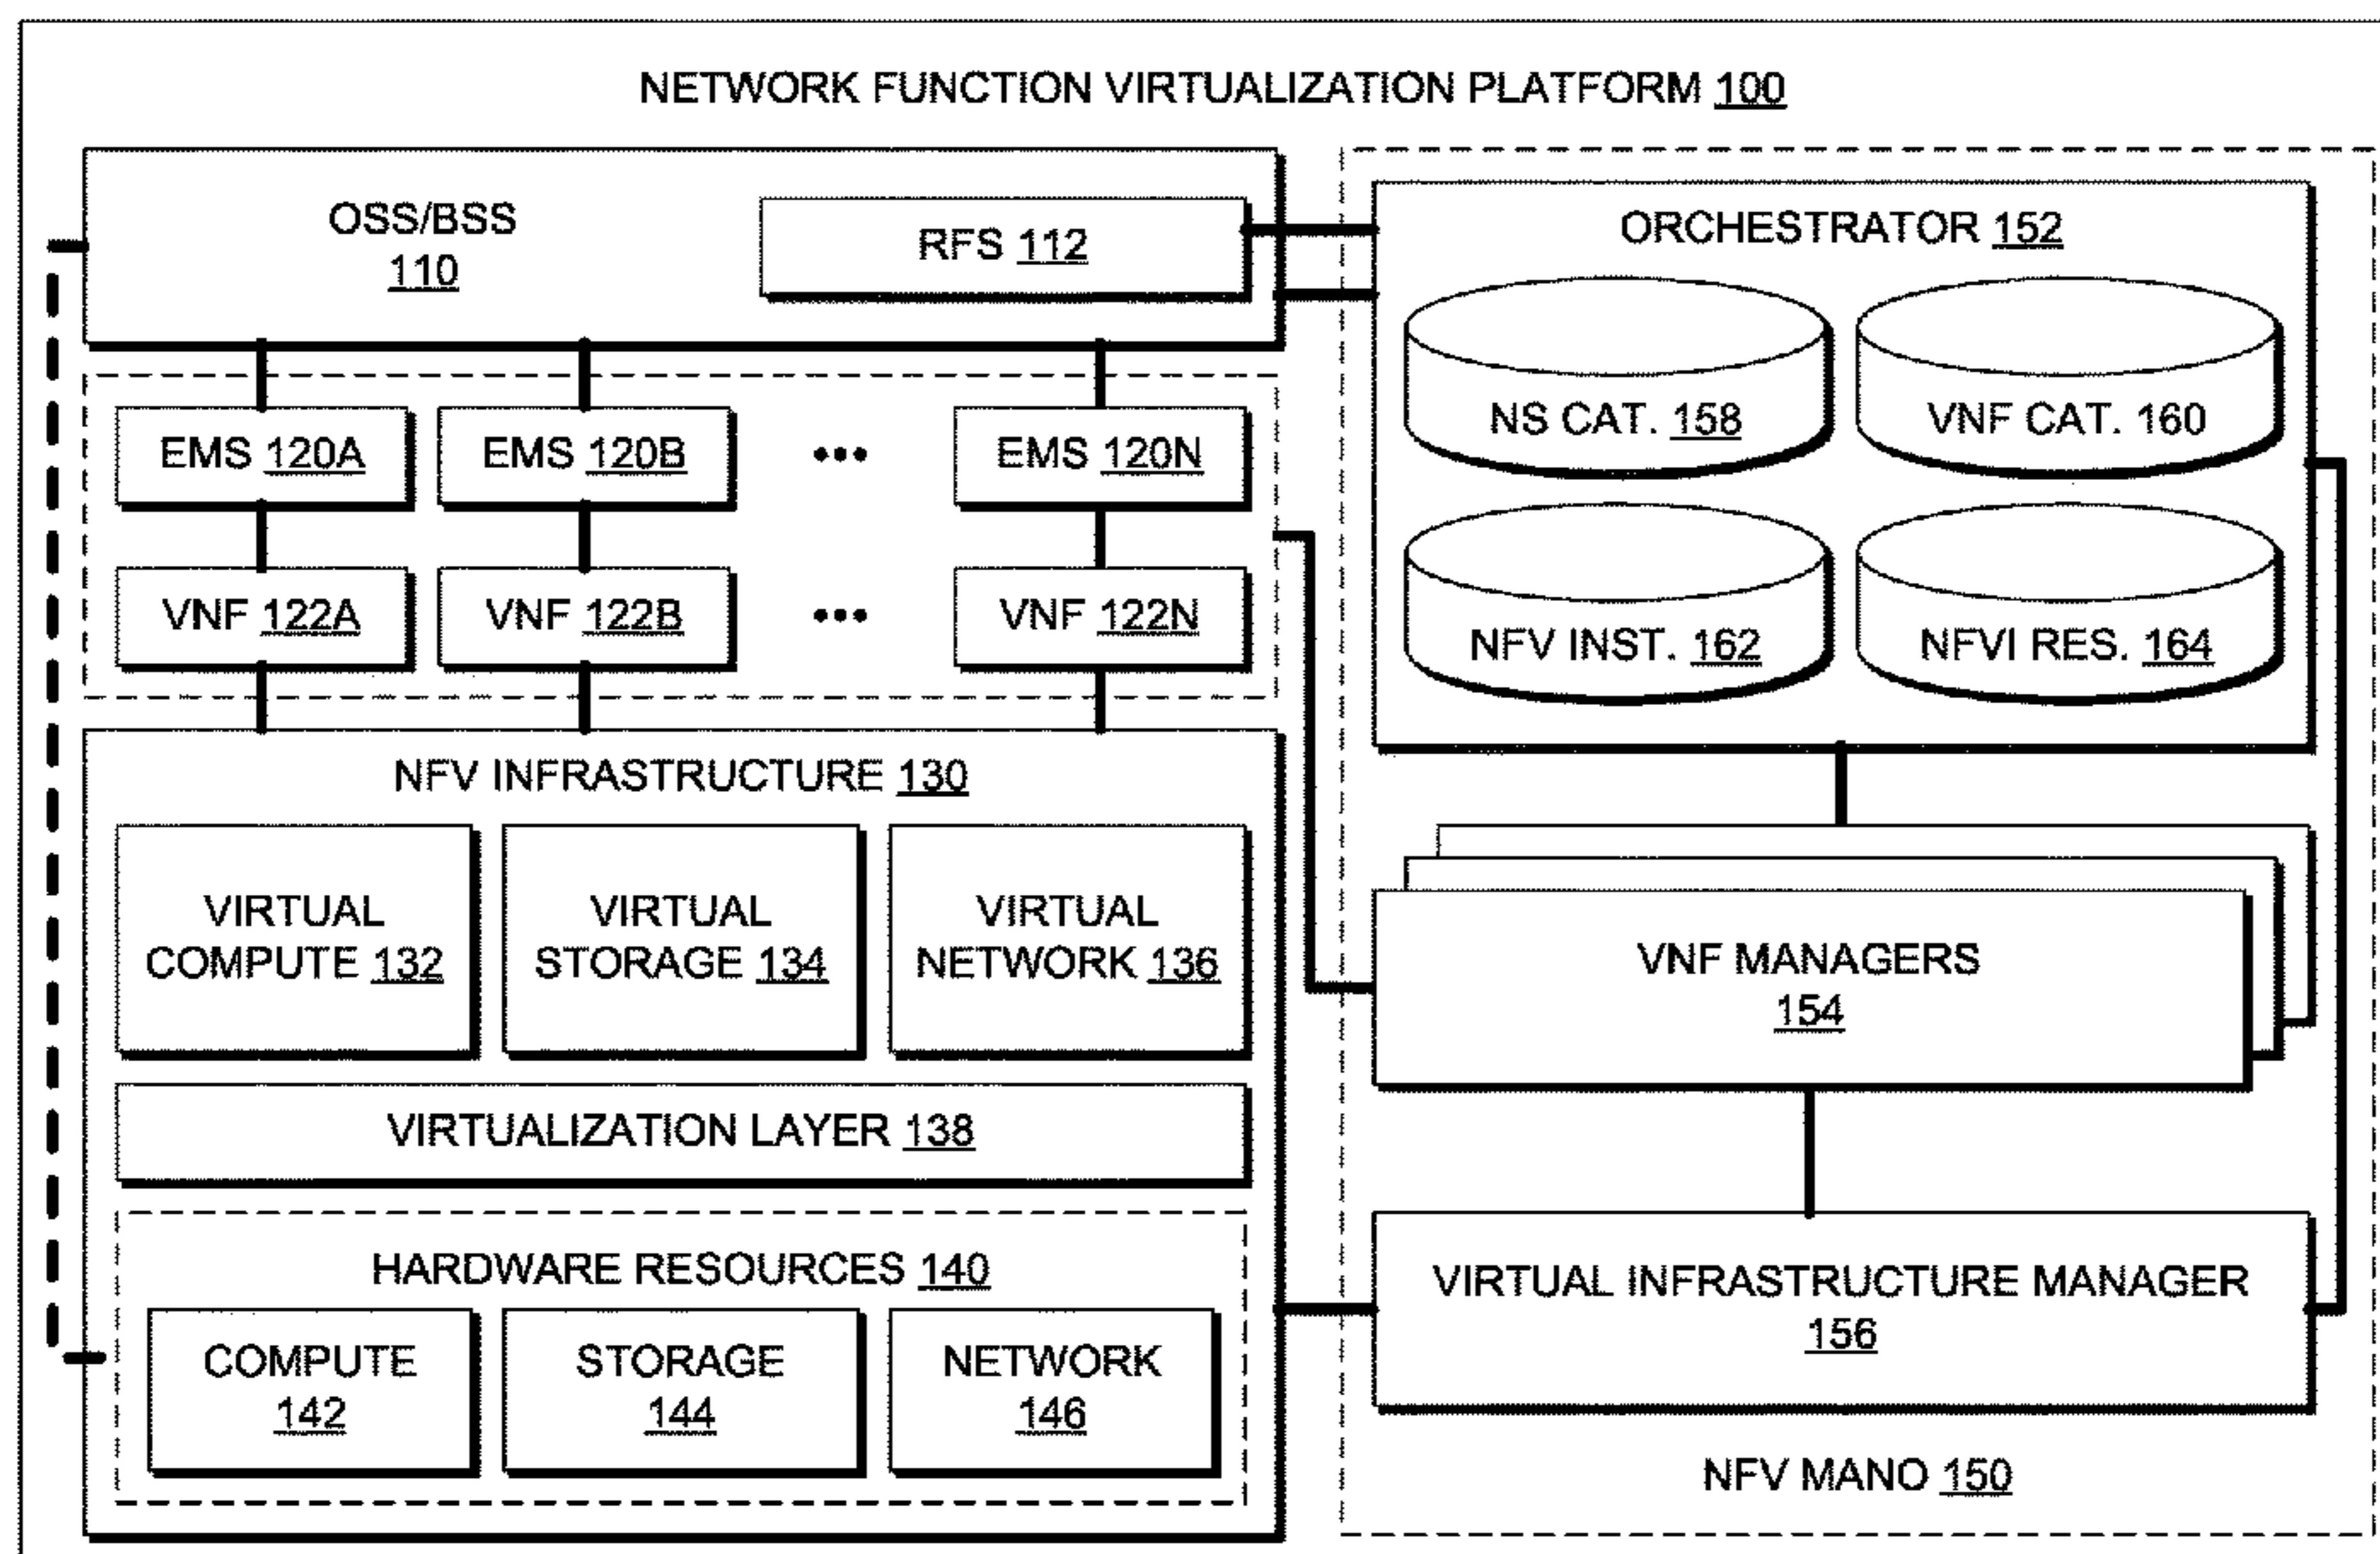 NETWORK FUNCTION VIRTUALIZATION PLATFORM 100
OSS/BSS
110
RFS 112
EMS 120A
EMS 120B
•••
EMS 120N
VNF 122A
VNF 122B
•••
VNF 122N
NFV INFRASTRUCTURE 130
VIRTUAL
COMPUTE 132
VIRTUAL
STORAGE 134
VIRTUAL
NETWORK 136
VIRTUALIZATION LAYER 138
HARDWARE RESOURCES 140
COMPUTE
142
STORAGE
144
NETWORK
146
ORCHESTRATOR 152
NS CAT. 158
VNF CAT. 160
NFV INST. 162
NFVI RES. 164
VNF MANAGERS
154
VIRTUAL INFRASTRUCTURE MANAGER
156
NFV MANO 150